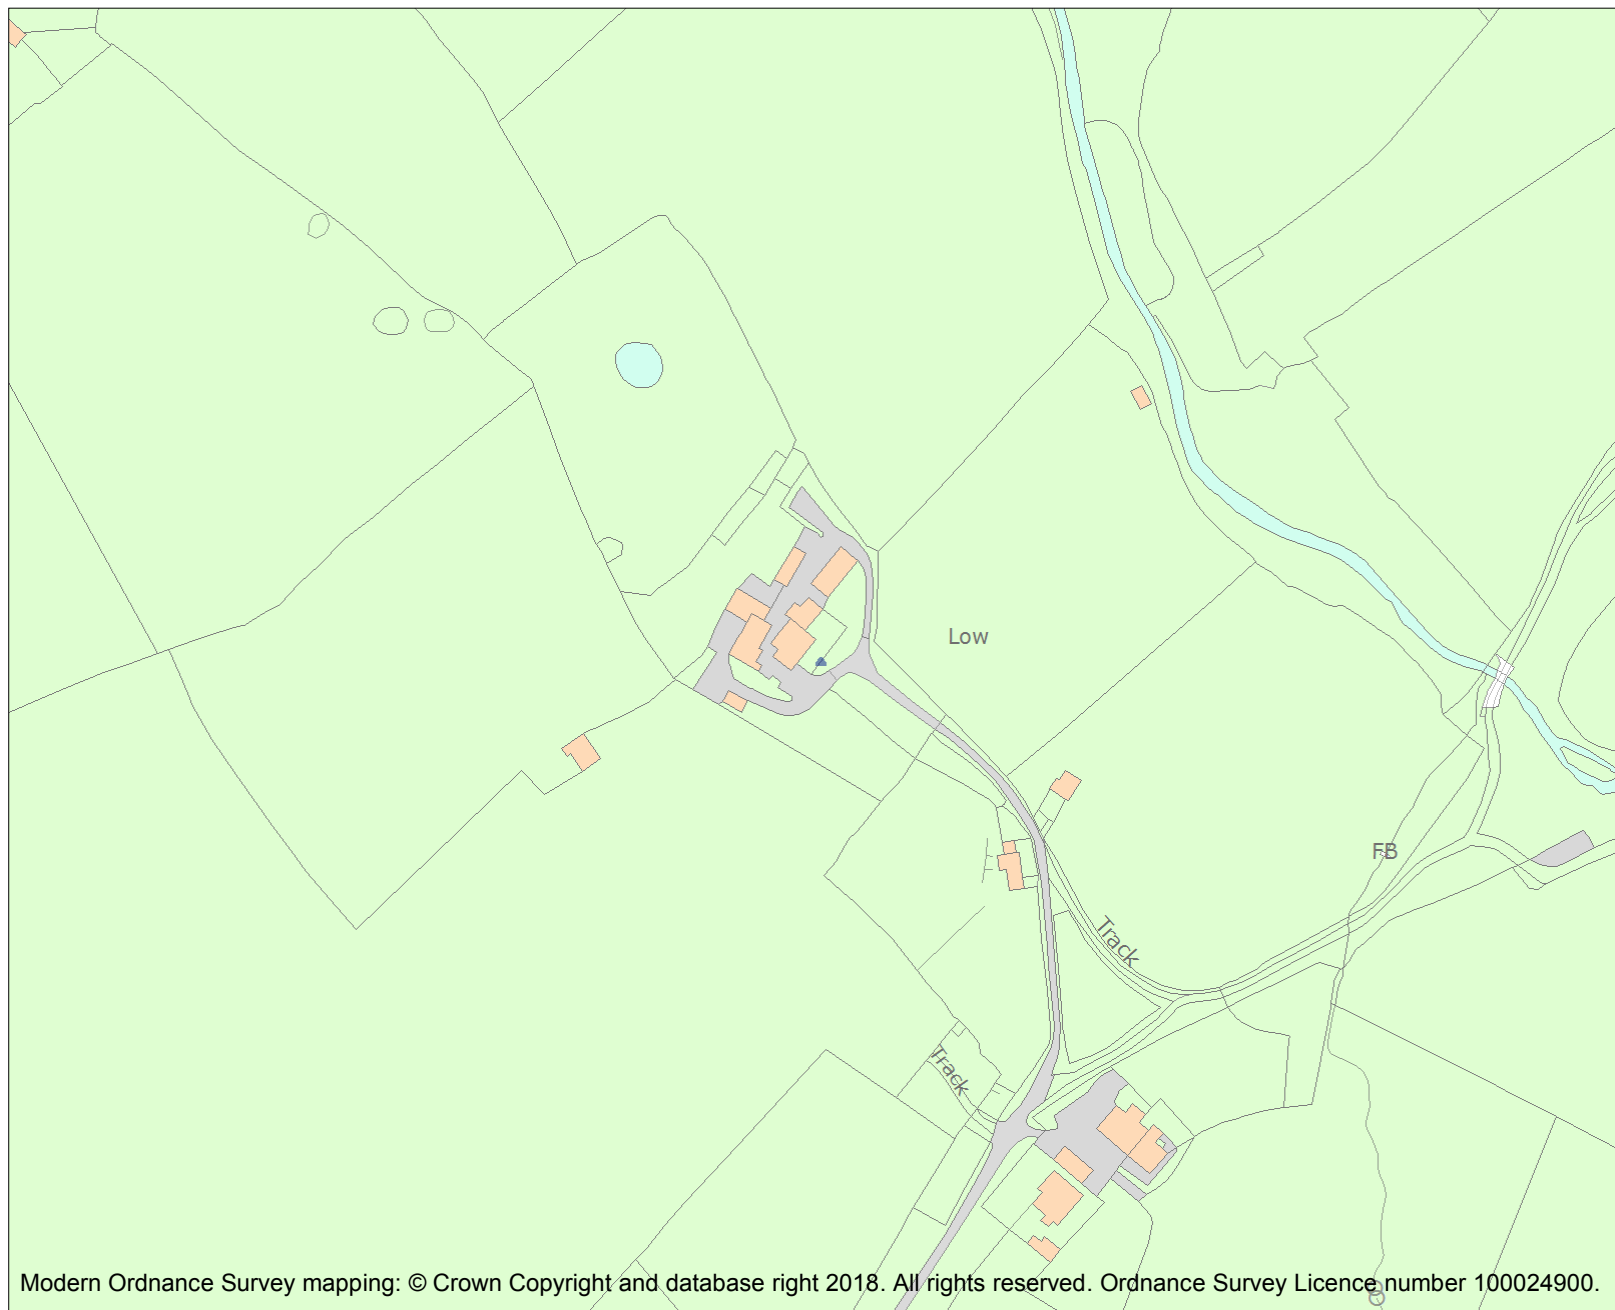 Low
FB
Track
Track
Modern Ordnance Survey mapping: © Crown Copyright and database right 2018. All rights reserved. Ordnance Survey Licence number 100024900.